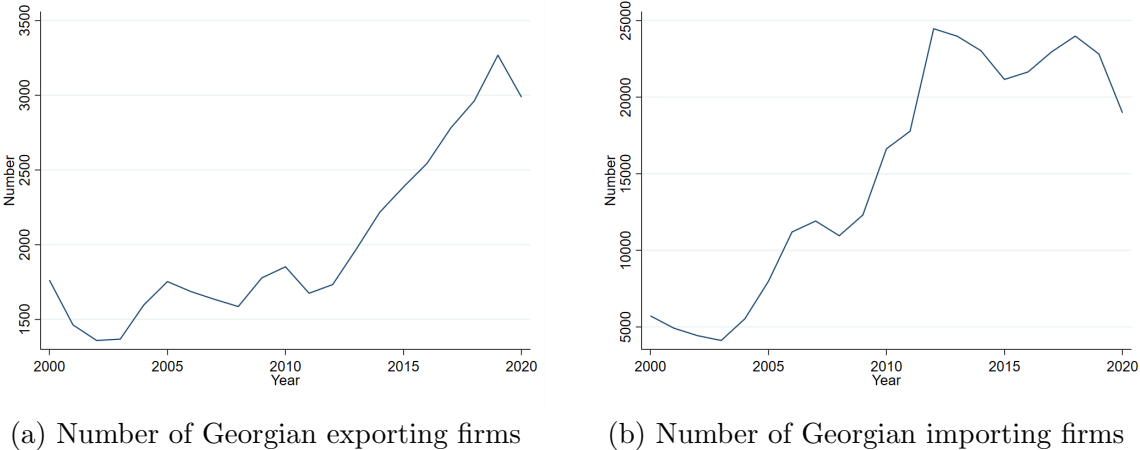 3500
3000
2500
2000
1500
Number
2000 2005 2010 2015 2020
Year
(a) Number of Georgian exporting firms
25000
20000
15000
10000
5000
Number
2000 2005 2010 2015 2020
Year
(b) Number of Georgian importing firms